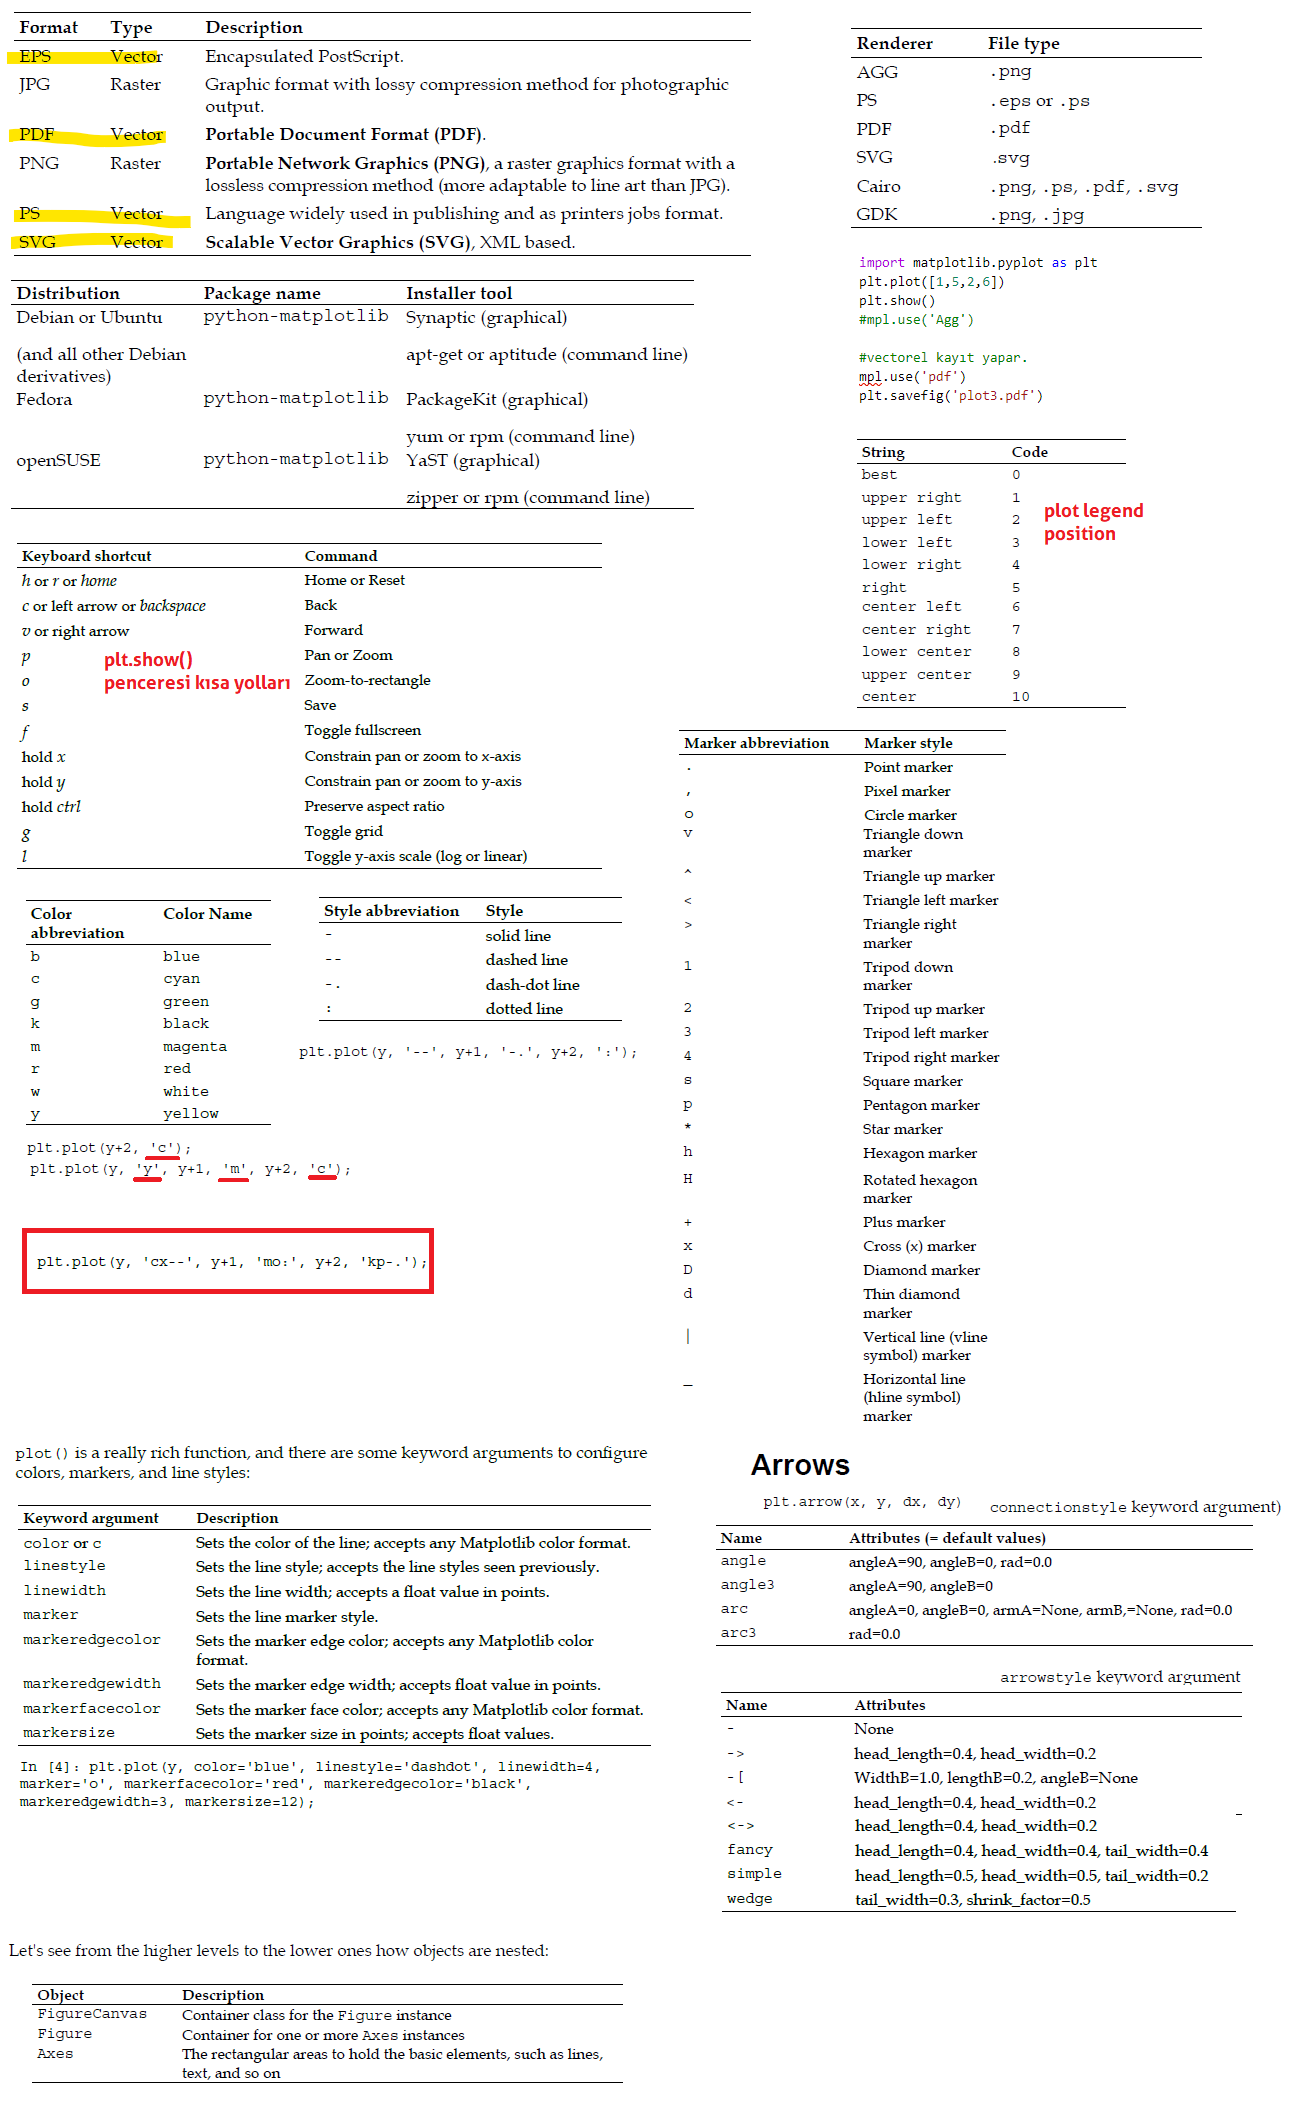 Format Type Description
EPS Vector Encapsulated PostScript.
JPG Raster Graphic format with lossy compression method for photographic
output.
PDF Vector Portable Document Format (PDF).
PNG Raster Portable Network Graphics (PNG), a raster graphics format with a
lossless compression method (more adaptable to line art than JPG).
PS Vector Language widely used in publishing and as printers jobs format.
SVG Vector Scalable Vector Graphics (SVG), XML based.
Renderer File type
AGG .png
PS .eps or .ps
PDF .pdf
SVG .svg
Cairo .png, .ps, .pdf, .svg
GDK .png, .jpg
Distribution Package name Installer tool
Debian or Ubuntu python-matplotlib Synaptic (graphical)
(and all other Debian apt-get or aptitude (command line)
derivatives)
Fedora python-matplotlib PackageKit (graphical)
yum or rpm (command line)
openSUSE python-matplotlib YaST (graphical)
zipper or rpm (command line)
import matplotlib.pyplot as plt
plt.plot([1,5,2,6])
plt.show()
#mpl.use('Agg')
#vectorel kayıt yapar.
mpl.use('pdf')
plt.savefig('plot3.pdf')
String Code
best 0
upper right 1
upper left 2
lower left 3
lower right 4
right 5
center left 6
center right 7
lower center 8
upper center 9
center 10
plot legend
position
Keyboard shortcut Command
h or r or home Home or Reset
c or left arrow or backspace Back
v or right arrow Forward
p Pan or Zoom
o Zoom-to-rectangle
s Save
f Toggle fullscreen
hold x Constrain pan or zoom to x-axis
hold y Constrain pan or zoom to y-axis
hold ctrl Preserve aspect ratio
g Toggle grid
l Toggle y-axis scale (log or linear)
plt.show()
penceresi kısa yolları
Marker abbreviation Marker style
. Point marker
, Pixel marker
o Circle marker
v Triangle down
marker
^ Triangle up marker
< Triangle left marker
> Triangle right
marker
1 Tripod down
marker
2 Tripod up marker
3 Tripod left marker
4 Tripod right marker
s Square marker
p Pentagon marker
* Star marker
h Hexagon marker
H Rotated hexagon
marker
+ Plus marker
x Cross (x) marker
D Diamond marker
d Thin diamond
marker
| Vertical line (vline
symbol) marker
_ Horizontal line
(hline symbol)
marker
Color Color Name
abbreviation
b blue
c cyan
g green
k black
m magenta
r red
w white
y yellow
Style abbreviation Style
- solid line
-- dashed line
-. dash-dot line
: dotted line
plt.plot(y, '--', y+1, '-.', y+2, ':');
plt.plot(y+2, 'c');
plt.plot(y, 'y', y+1, 'm', y+2, 'c');
plt.plot(y, 'cx--', y+1, 'mo:', y+2, 'kp-.');
plot() is a really rich function, and there are some keyword arguments to configure
colors, markers, and line styles:
Keyword argument Description
color or c Sets the color of the line; accepts any Matplotlib color format.
linestyle Sets the line style; accepts the line styles seen previously.
linewidth Sets the line width; accepts a float value in points.
marker Sets the line marker style.
markeredgecolor Sets the marker edge color; accepts any Matplotlib color
format.
markeredgewidth Sets the marker edge width; accepts float value in points.
markerfacecolor Sets the marker face color; accepts any Matplotlib color format.
markersize Sets the marker size in points; accepts float values.
In [4]: plt.plot(y, color='blue', linestyle='dashdot', linewidth=4,
marker='o', markerfacecolor='red', markeredgecolor='black',
markeredgewidth=3, markersize=12);
Arrows
plt.arrow(x, y, dx, dy) connectionstyle keyword argument)
Name Attributes (= default values)
angle angleA=90, angleB=0, rad=0.0
angle3 angleA=90, angleB=0
arc angleA=0, angleB=0, armA=None, armB,=None, rad=0.0
arc3 rad=0.0
arrowstyle keyword argument
Name Attributes
- None
-> head_length=0.4, head_width=0.2
-[ WidthB=1.0, lengthB=0.2, angleB=None
<- head_length=0.4, head_width=0.2
<-> head_length=0.4, head_width=0.2
fancy head_length=0.4, head_width=0.4, tail_width=0.4
simple head_length=0.5, head_width=0.5, tail_width=0.2
wedge tail_width=0.3, shrink_factor=0.5
Let's see from the higher levels to the lower ones how objects are nested:
Object Description
FigureCanvas Container class for the Figure instance
Figure Container for one or more Axes instances
Axes The rectangular areas to hold the basic elements, such as lines,
text, and so on